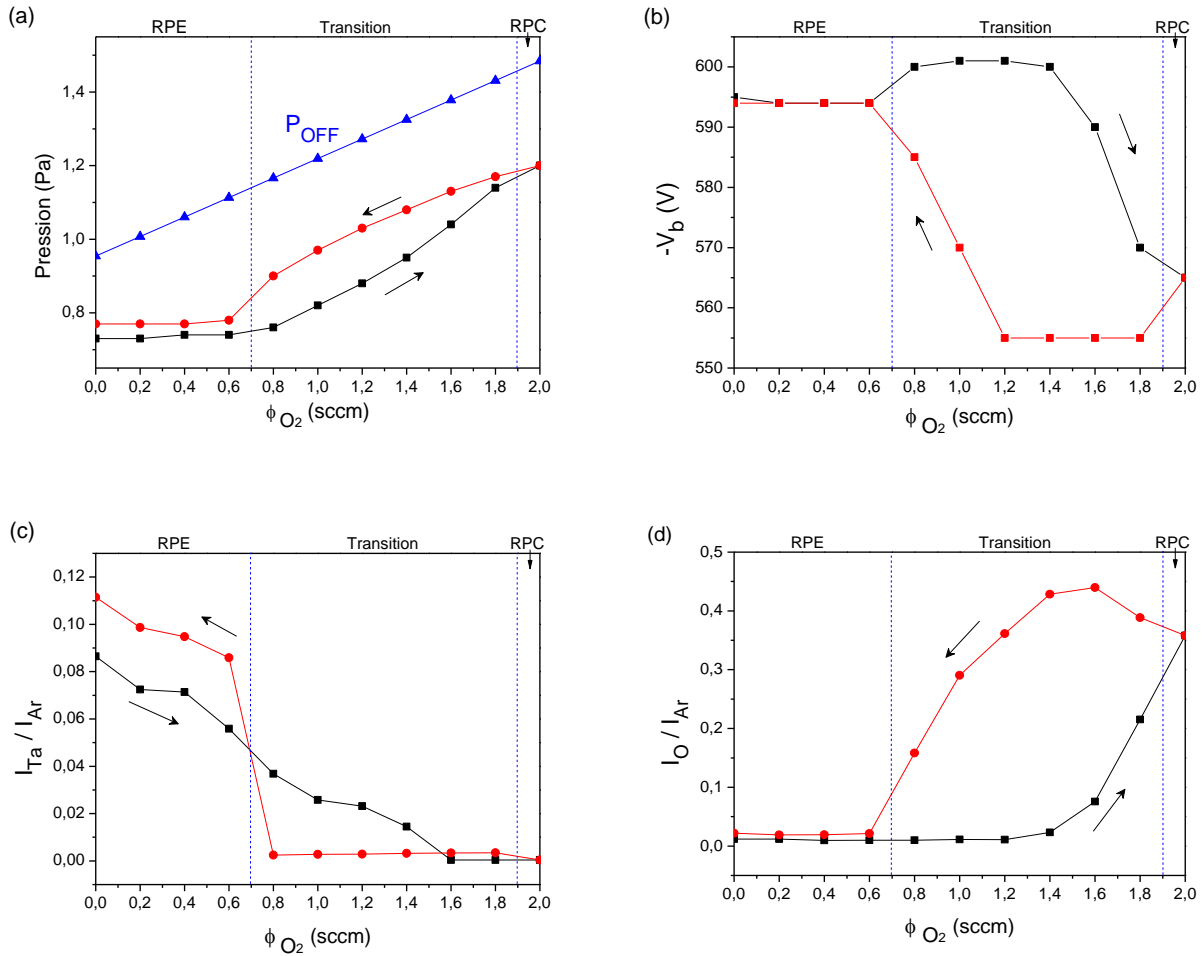 (a)
RPE Transition RPC
P_OFF
Pression (Pa)
1,4
1,2
1,0
0,8
0,0 0,2 0,4 0,6 0,8 1,0 1,2 1,4 1,6 1,8 2,0
ϕ O₂ (sccm)
(b)
RPE Transition RPC
-V_b (V)
600
590
580
570
560
550
0,0 0,2 0,4 0,6 0,8 1,0 1,2 1,4 1,6 1,8 2,0
ϕ O₂ (sccm)
(c)
RPE Transition RPC
I_Ta / I_Ar
0,12
0,10
0,08
0,06
0,04
0,02
0,00
0,0 0,2 0,4 0,6 0,8 1,0 1,2 1,4 1,6 1,8 2,0
ϕ O₂ (sccm)
(d)
RPE Transition RPC
I_O / I_Ar
0,5
0,4
0,3
0,2
0,1
0,0
0,0 0,2 0,4 0,6 0,8 1,0 1,2 1,4 1,6 1,8 2,0
ϕ O₂ (sccm)